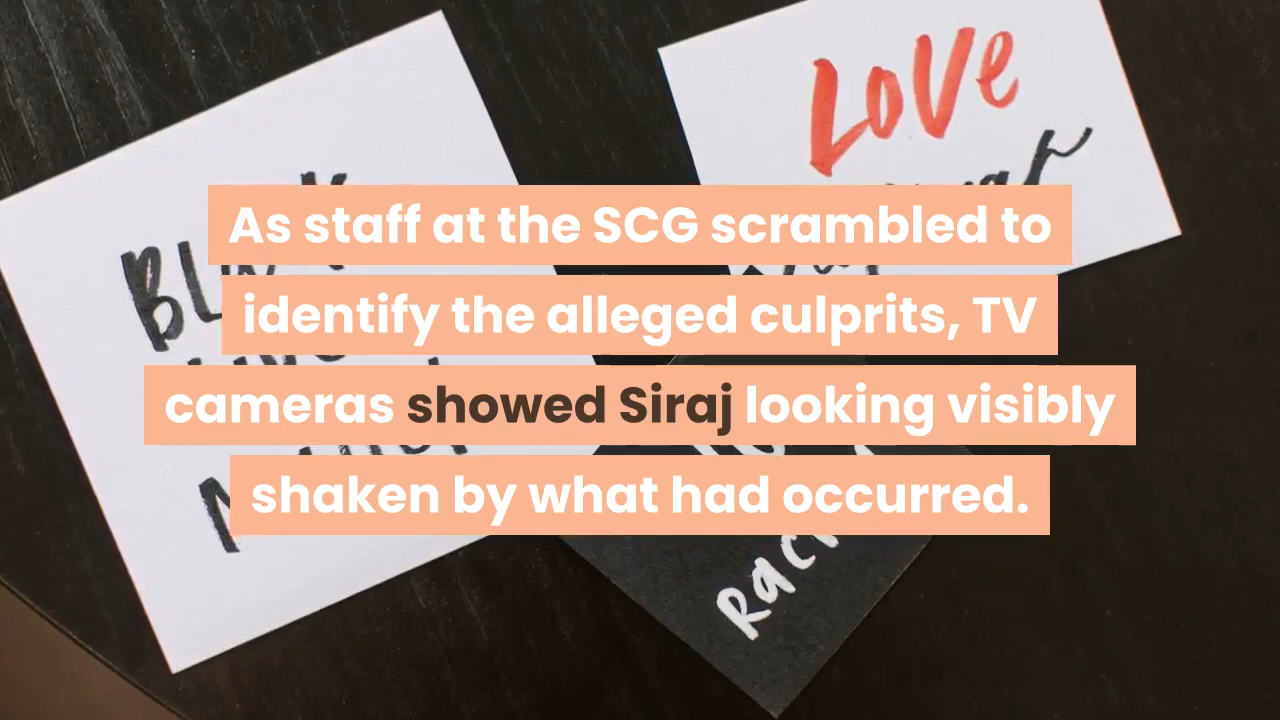 LOVE
As staff at the SCG scrambled to
identify the alleged culprits, TV
cameras showed Siraj looking visibly
shaken by what had occurred.